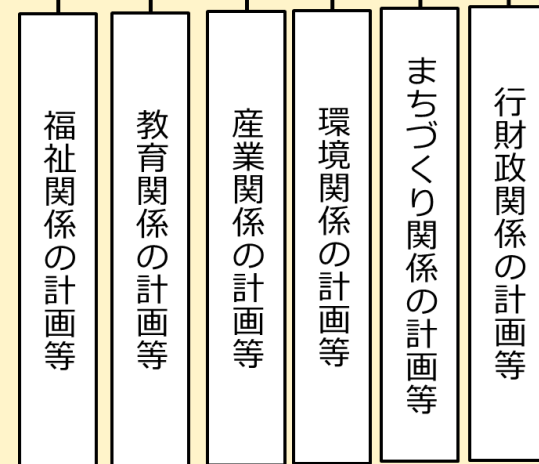 福祉関係の計画等
教育関係の計画等
産業関係の計画等
環境関係の計画等
まちづくり関係の計画等
行財政関係の計画等